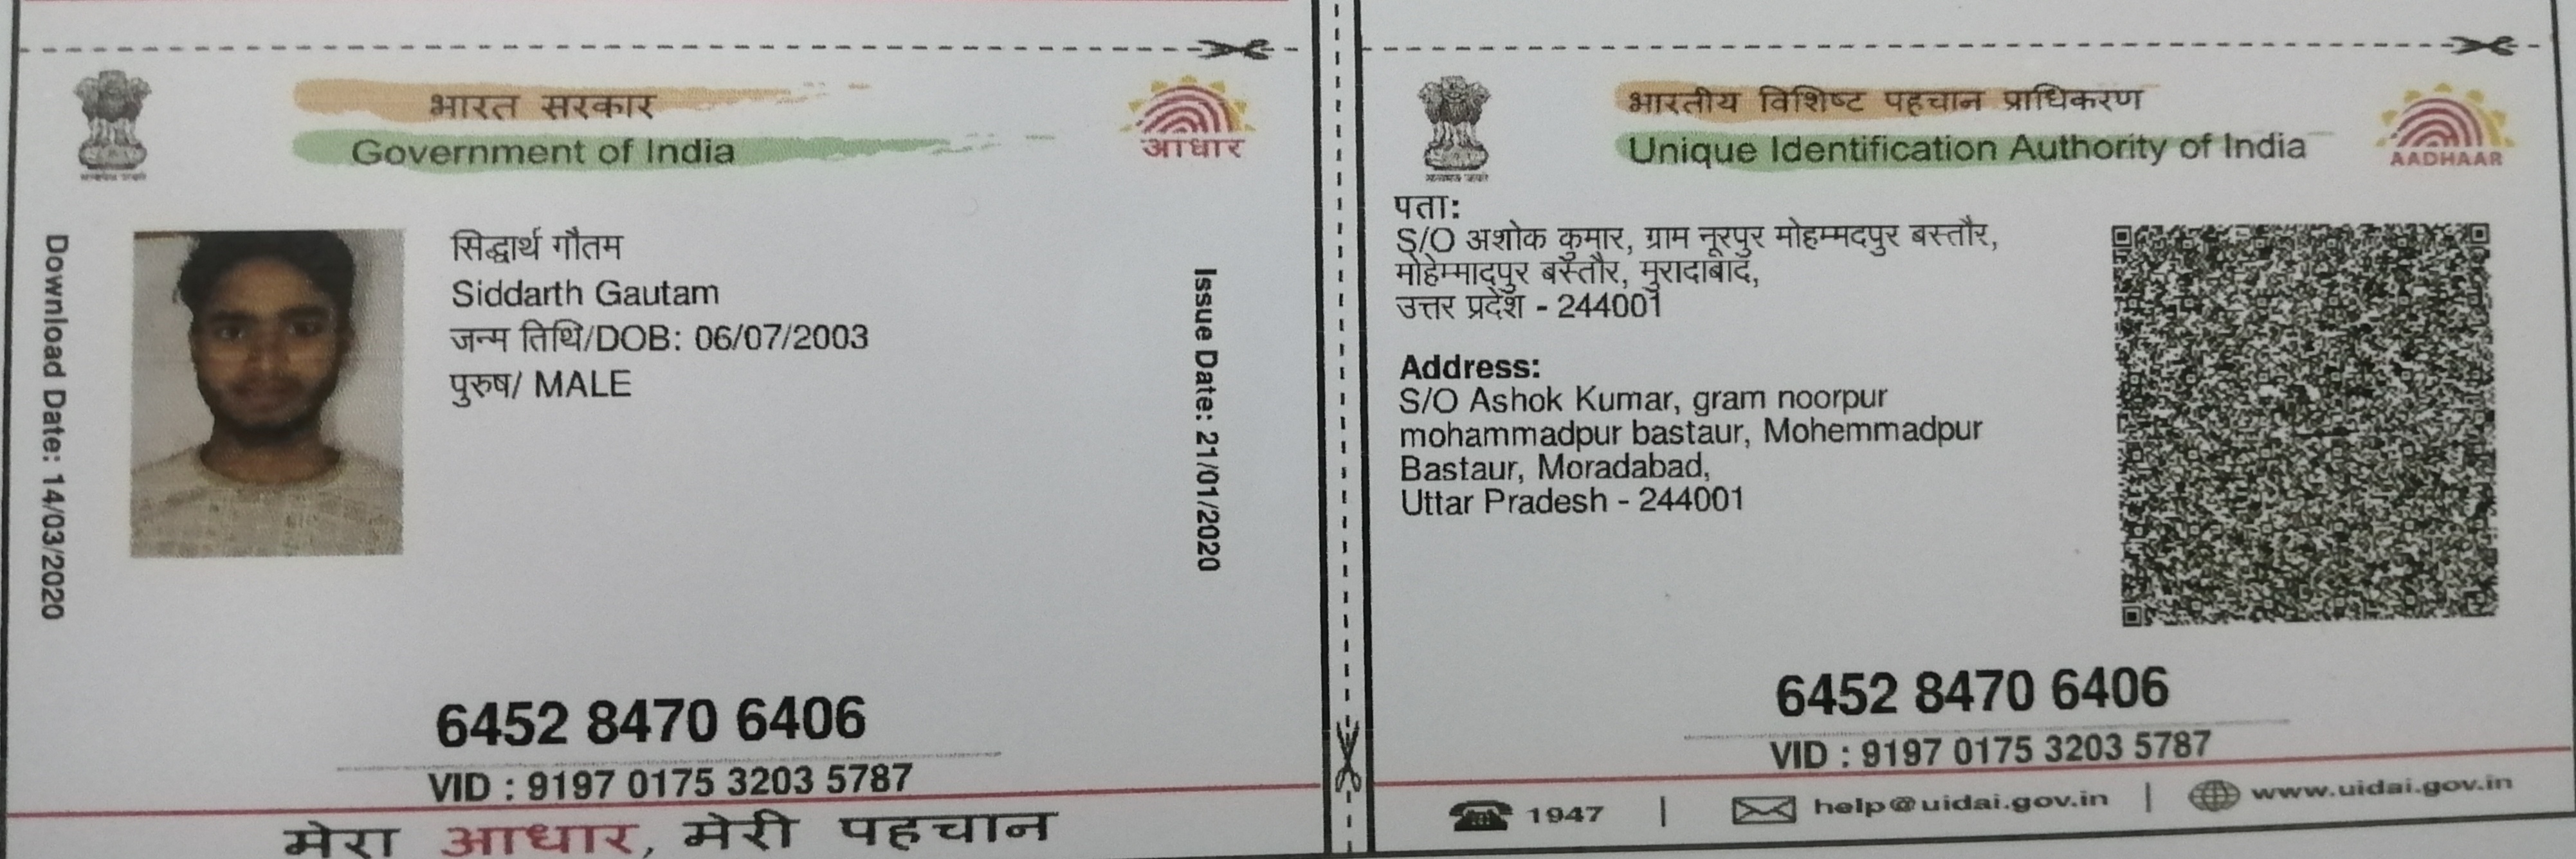 भारत सरकार
Government of India
आधार
Download Date: 14/03/2020
सिद्धार्थ गौतम
Siddarth Gautam
जन्म तिथि/DOB: 06/07/2003
पुरुष/ MALE
Issue Date: 21/01/2020
6452 8470 6406
VID : 9197 0175 3203 5787
मेरा आधार, मेरी पहचान
भारतीय विशिष्ट पहचान प्राधिकरण
Unique Identification Authority of India
AADHAAR
पता:
S/O अशोक कुमार, ग्राम नूरपुर मोहम्मदपुर बस्तौर,
मोहेम्मादपुर बस्तौर, मुरादाबाद,
उत्तर प्रदेश - 244001
Address:
S/O Ashok Kumar, gram noorpur
mohammadpur bastaur, Mohemmadpur
Bastaur, Moradabad,
Uttar Pradesh - 244001
6452 8470 6406
VID : 9197 0175 3203 5787
1947 | help@uidai.gov.in | www.uidai.gov.in